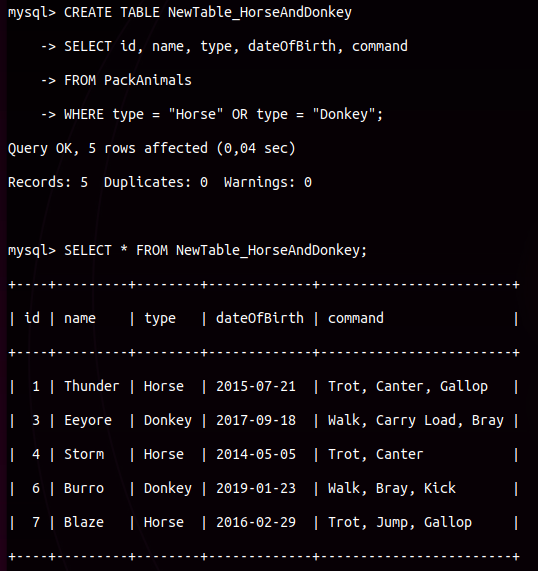 mysql> CREATE TABLE NewTable_HorseAndDonkey
    -> SELECT id, name, type, dateOfBirth, command
    -> FROM PackAnimals
    -> WHERE type = "Horse" OR type = "Donkey";
Query OK, 5 rows affected (0,04 sec)
Records: 5  Duplicates: 0  Warnings: 0
mysql> SELECT * FROM NewTable_HorseAndDonkey;
+----+---------+--------+-------------+------------------------+
| id | name    | type   | dateOfBirth | command                |
+----+---------+--------+-------------+------------------------+
|  1 | Thunder | Horse  | 2015-07-21  | Trot, Canter, Gallop   |
|  3 | Eeyore  | Donkey | 2017-09-18  | Walk, Carry Load, Bray |
|  4 | Storm   | Horse  | 2014-05-05  | Trot, Canter           |
|  6 | Burro   | Donkey | 2019-01-23  | Walk, Bray, Kick       |
|  7 | Blaze   | Horse  | 2016-02-29  | Trot, Jump, Gallop     |
+----+---------+--------+-------------+------------------------+